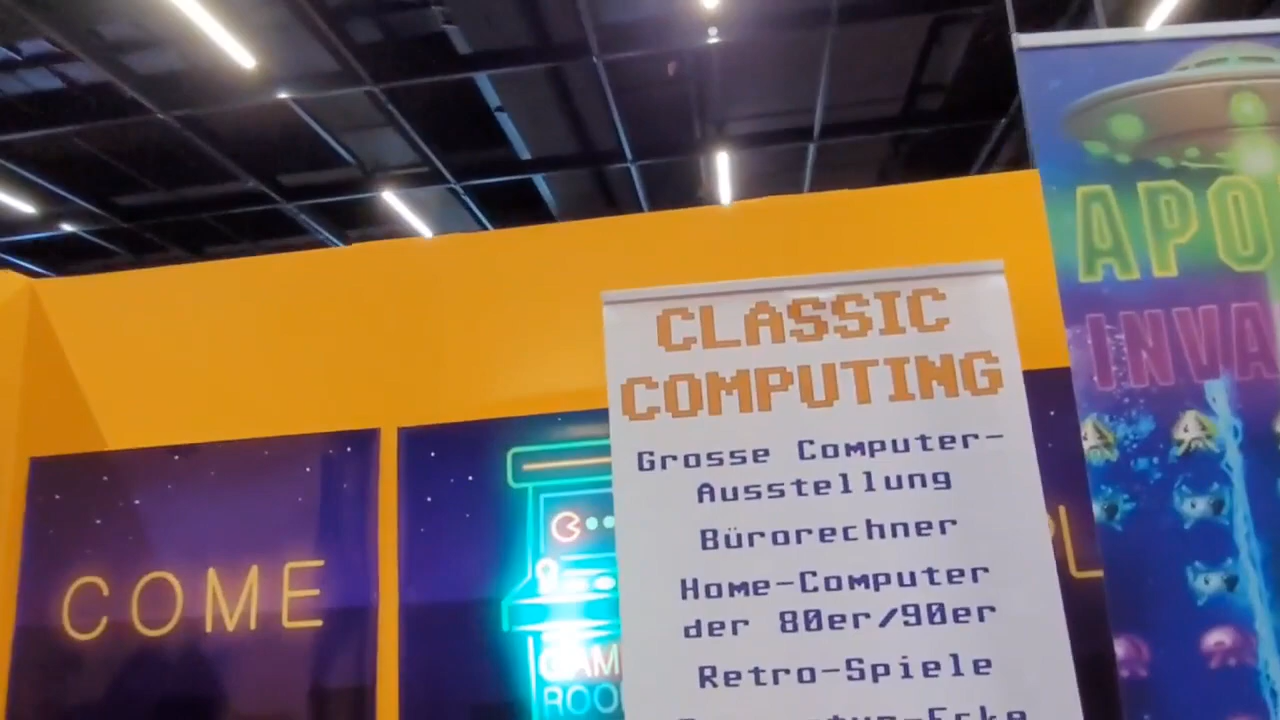 CLASSIC
COMPUTING
Grosse Computer-
Ausstellung
Bürorechner
Home-Computer
der 80er/90er
Retro-Spiele
COME